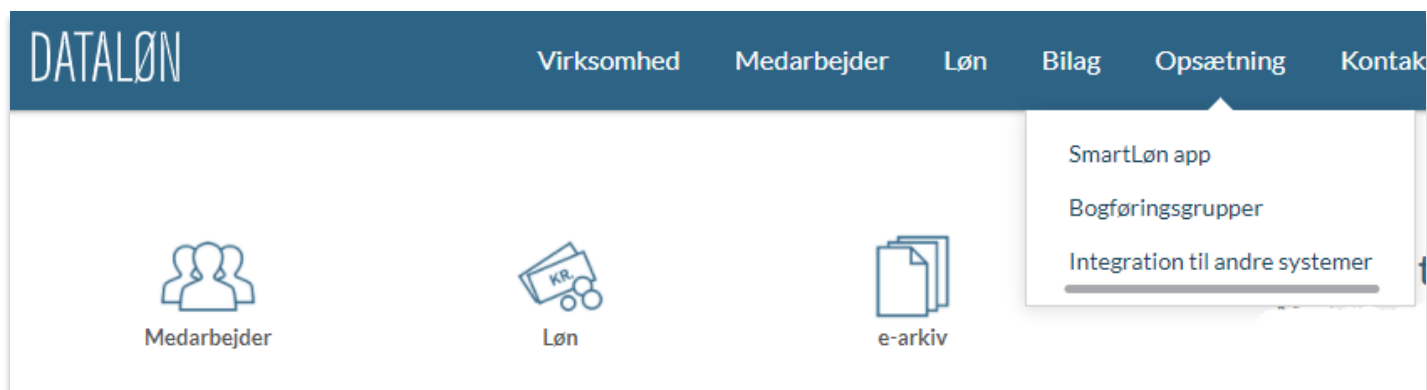 DATALØN
Virksomhed Medarbejder Løn Bilag Opsætning Kontak
SmartLøn app
Bogføringsgrupper
Integration til andre systemer
KR.
Medarbejder Løn e-arkiv